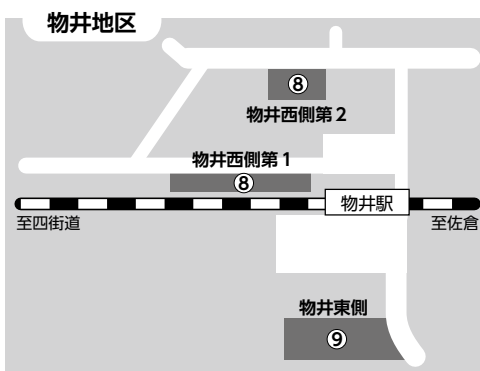 物井地区
⑧
物井西側第2
物井西側第1
⑧
物井駅
至四街道
至佐倉
物井東側
⑨